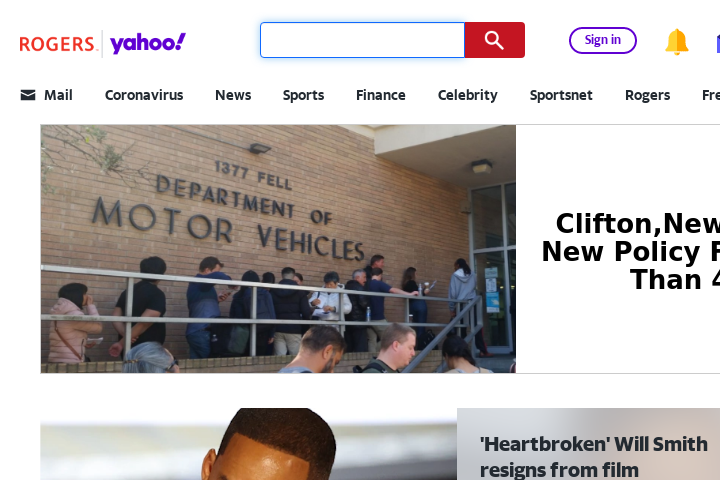 ROGERS yahoo! Sign in
Mail Coronavirus News Sports Finance Celebrity Sportsnet Rogers Fre
1377 FELL
DEPARTMENT OF
MOTOR VEHICLES
Clifton,New
New Policy F
Than 4
'Heartbroken' Will Smith
resigns from film